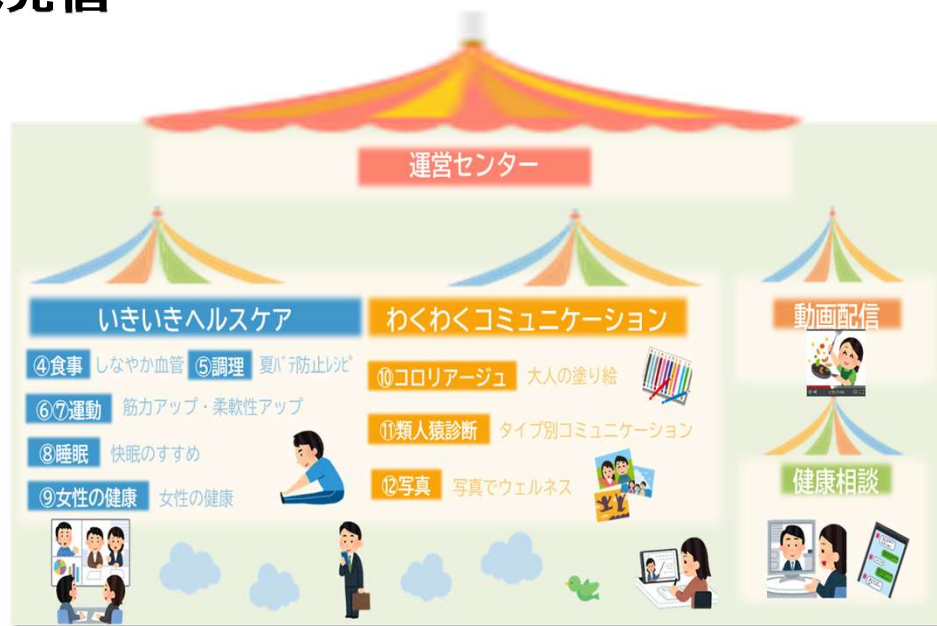 発信
運営センター
いきいきヘルスケア
④食事 しなやか血管 ⑤調理 夏バテ防止レシピ
⑥⑦運動 筋力アップ・柔軟性アップ
⑧睡眠 快眠のすすめ
⑨女性の健康 女性の健康
わくわくコミュニケーション
⑩コロリアージュ 大人の塗り絵
⑪類人猿診断 タイプ別コミュニケーション
⑫写真 写真でウェルネス
動画配信
健康相談